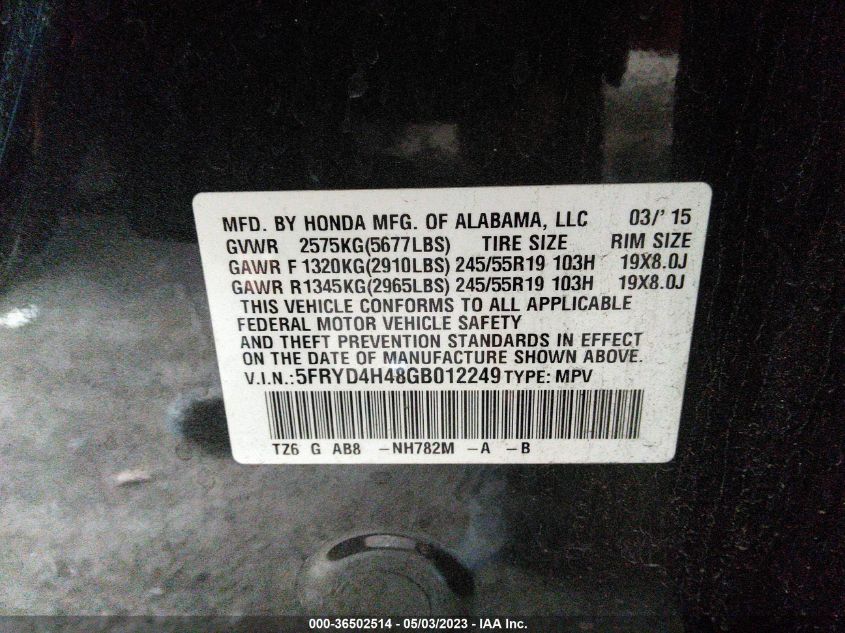 MFD. BY HONDA MFG. OF ALABAMA, LLC 03/' 15
GVWR 2575KG(5677LBS) TIRE SIZE RIM SIZE
GAWR F 1320KG(2910LBS) 245/55R19 103H 19X8.0J
GAWR R1345KG(2965LBS) 245/55R19 103H 19X8.0J
THIS VEHICLE CONFORMS TO ALL APPLICABLE
FEDERAL MOTOR VEHICLE SAFETY
AND THEFT PREVENTION STANDARDS IN EFFECT
ON THE DATE OF MANUFACTURE SHOWN ABOVE.
V.I.N.:5FRYD4H48GB012249 TYPE: MPV
TZ6 G AB8 -NH782M -A -B
000-36502514 - 05/03/2023 - IAA Inc.